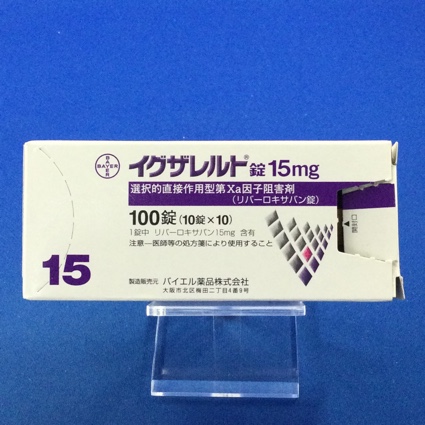 BAYER
BAYER
イグザレルト®錠 15mg
選択的直接作用型第Xa因子阻害剤
（リバーロキサバン錠）
100錠（10錠×10）
1錠中 リバーロキサバン15mg 含有
注意－医師等の処方箋により使用すること
開封口
15
製造販売元 バイエル薬品株式会社
大阪市北区梅田二丁目4番9号